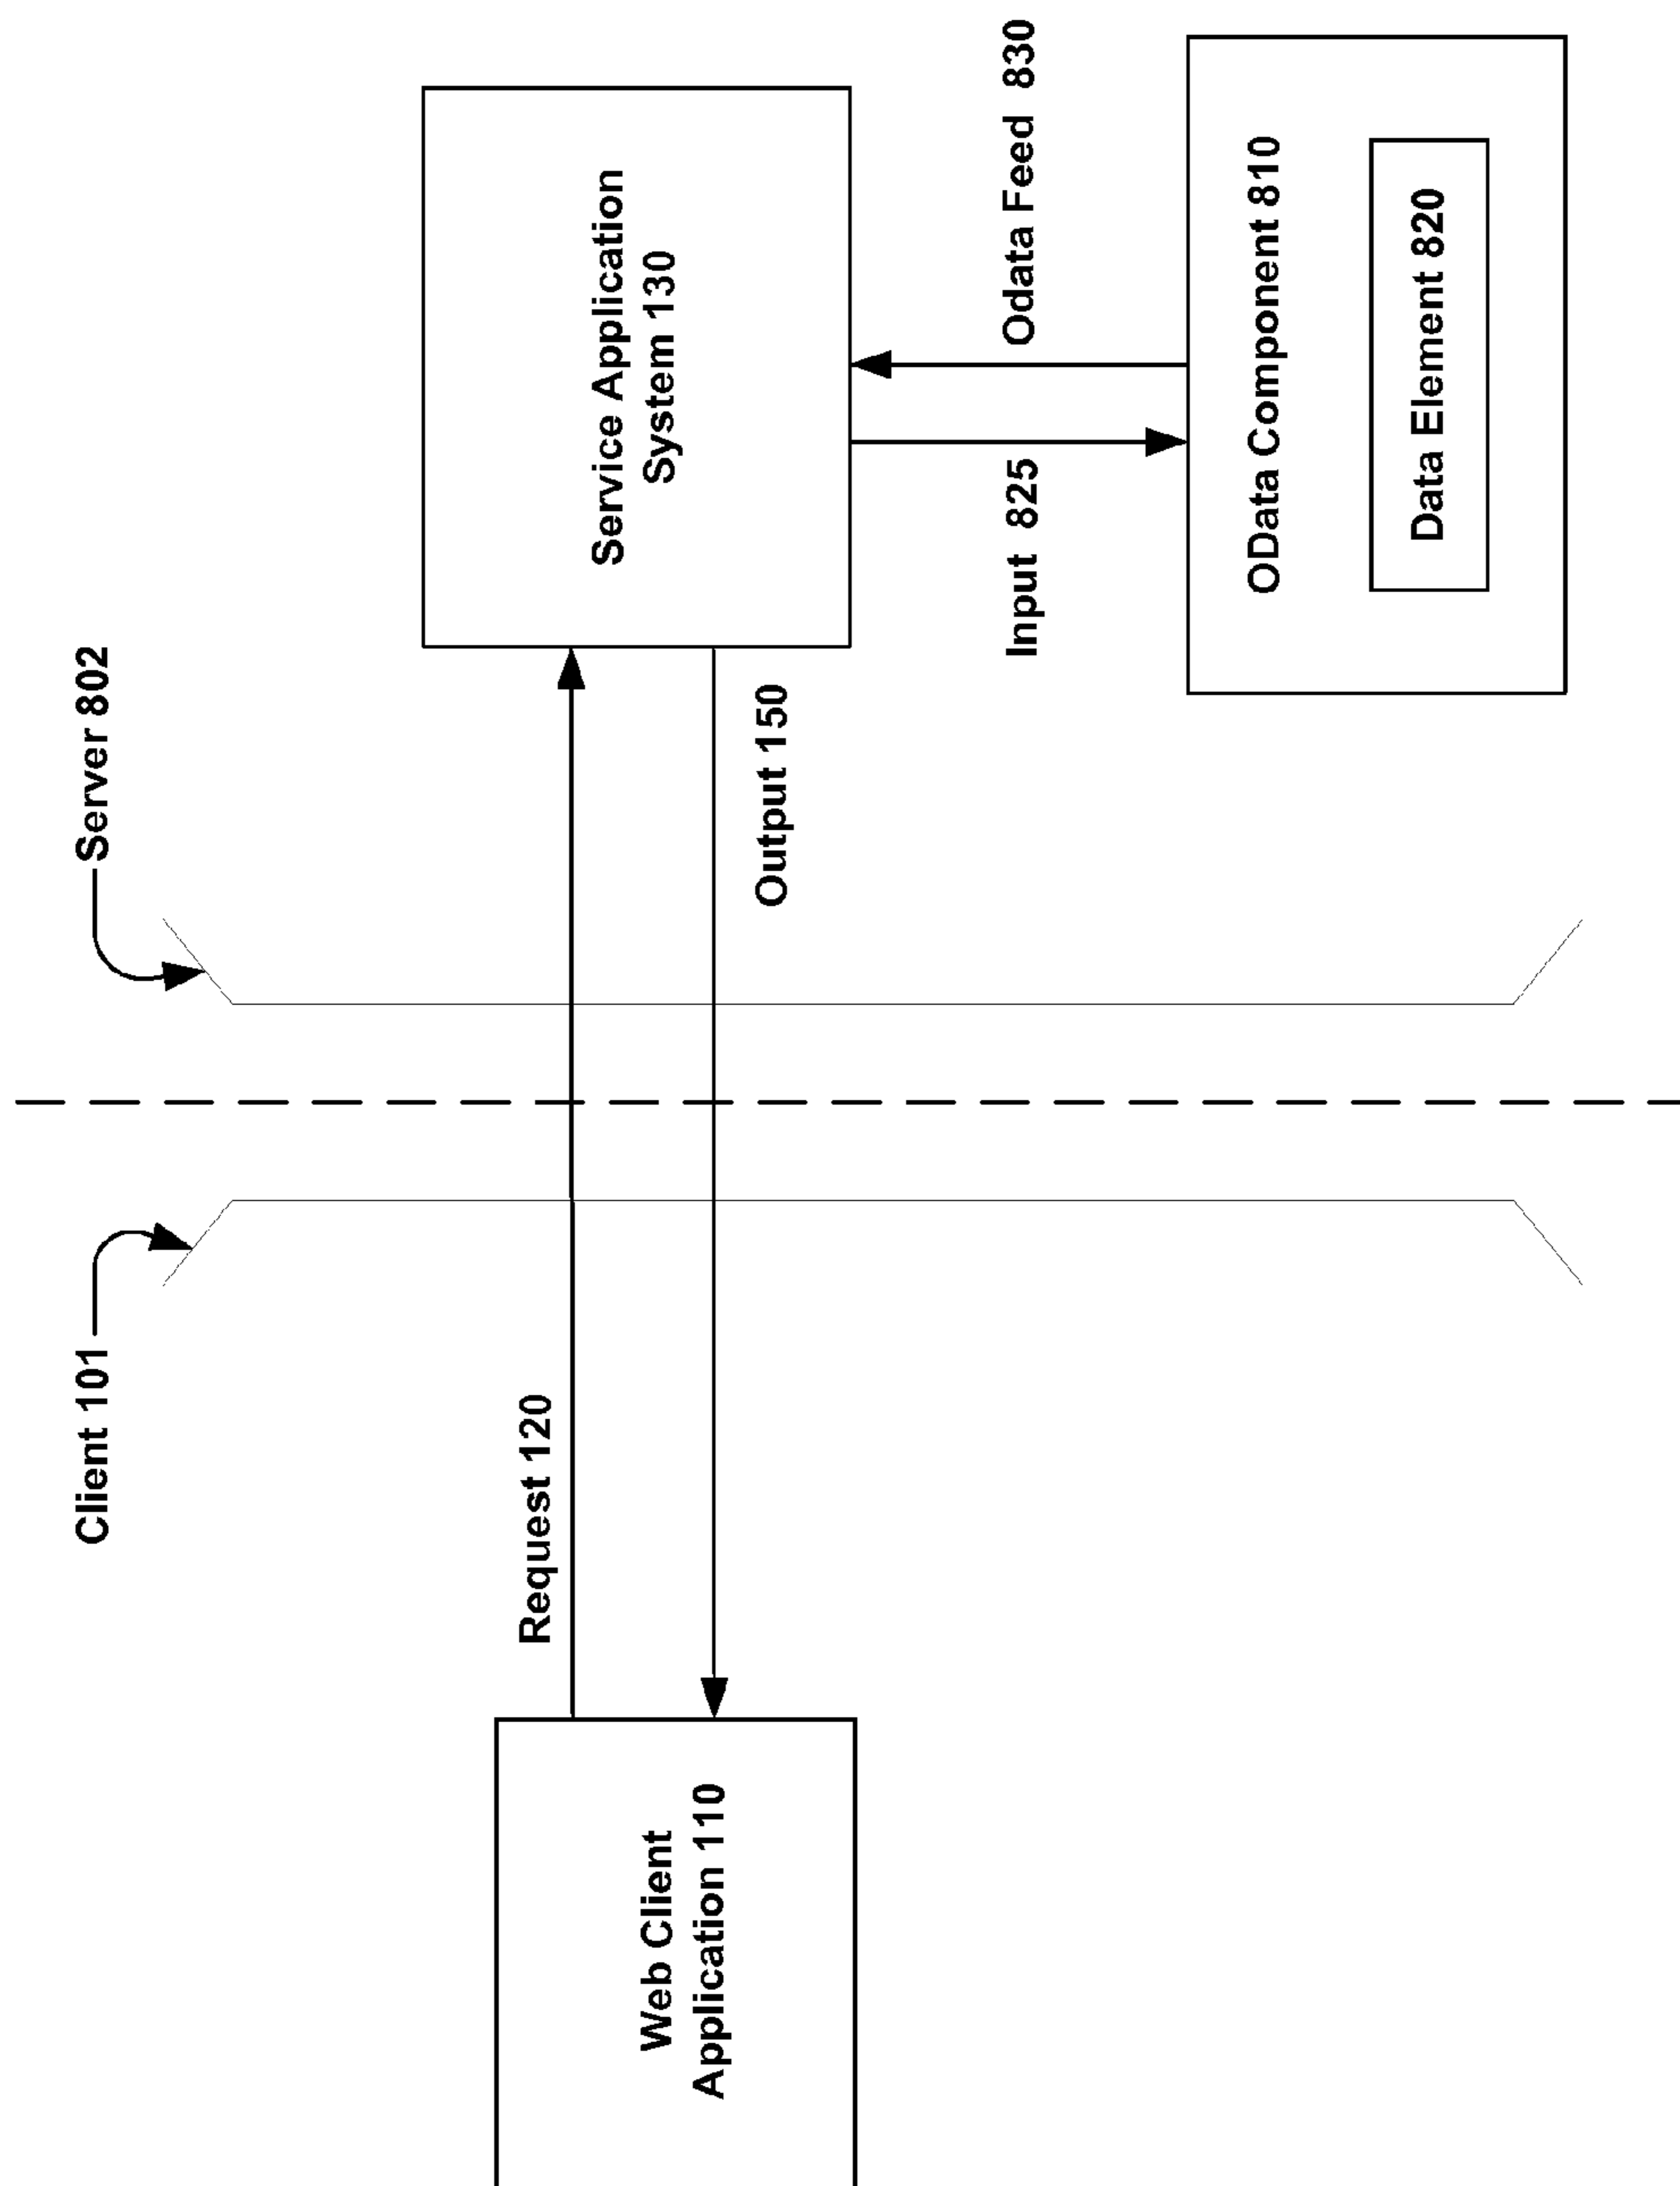 Client 101
Server 802
Request 120
Web Client
Application 110
Service Application
System 130
Output 150
Input 825
Odata Feed 830
OData Component 810
Data Element 820